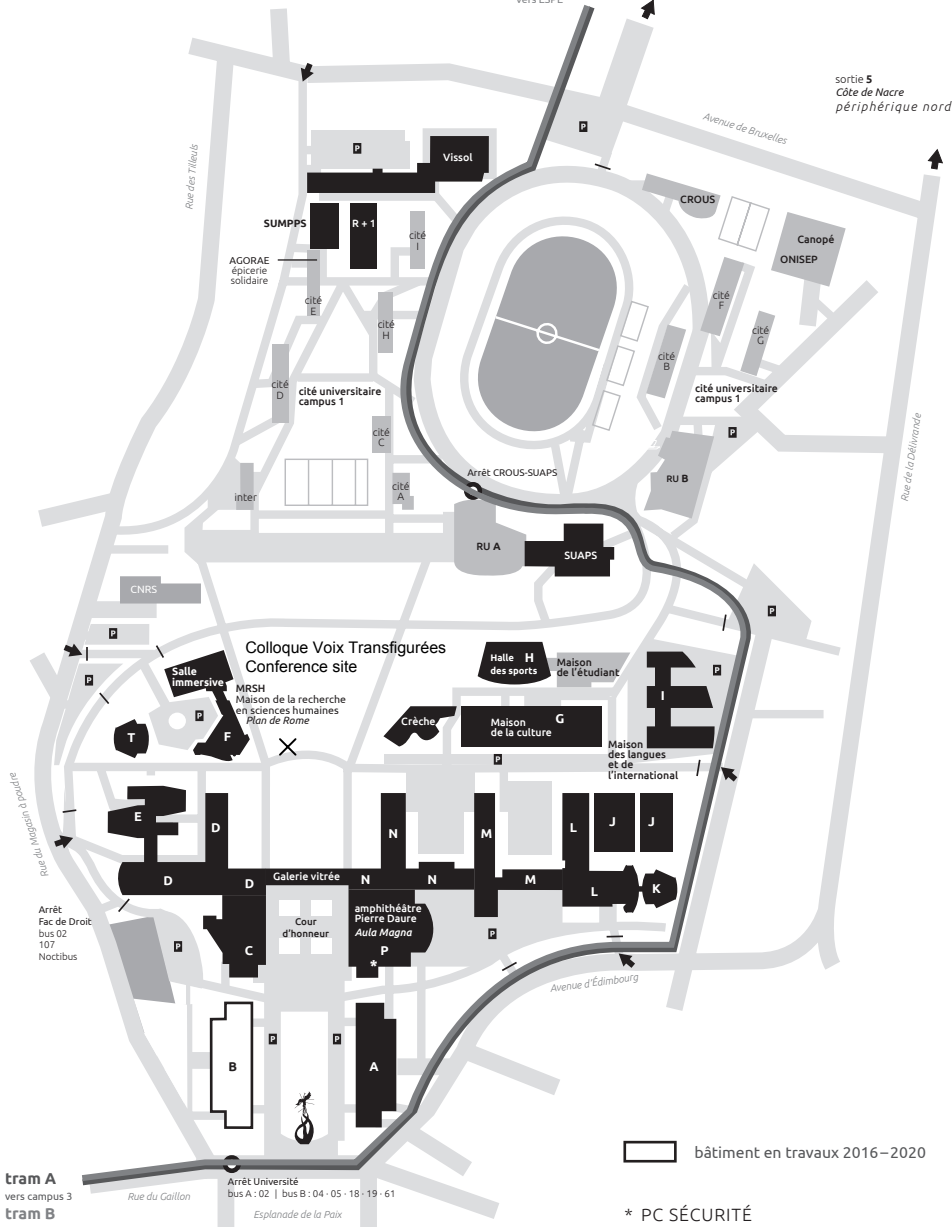 vers ESPE
sortie 5
Côte de Nacre
périphérique nord
Avenue de Bruxelles
P
P
Vissol
Rue des Tilleuls
CROUS
SUMPPS
R + 1
cité
I
Canopé
ONISEP
AGORAE
épicerie
solidaire
cité
E
cité
H
cité
F
cité
G
cité
B
cité
D
cité universitaire
campus 1
cité universitaire
campus 1
cité
C
P
Rue de la Délivrande
Arrêt CROUS-SUAPS
inter
cité
A
RU B
RU A
SUAPS
CNRS
P
P
Colloque Voix Transfigurées
Conference site
Salle
immersive
Halle H
des sports
Maison
de l'étudiant
P
P
I
MRSH
Maison de la recherche
en sciences humaines
Plan de Rome
P
T
F
Crèche
Maison
de la culture
G
Maison
des langues
et de
l'international
P
Rue du Magasin à poudre
E
D
N
M
L
J
J
D
D
Galerie vitrée
N
N
M
L
K
Arrêt
Fac de Droit
bus 02
107
Noctibus
Cour
d'honneur
amphithéâtre
Pierre Daure
Aula Magna
P
*
P
C
P
Avenue d'Édimbourg
P
P
B
A
bâtiment en travaux 2016–2020
tram A
vers campus 3
tram B
Rue du Gaillon
Arrêt Université
bus A : 02 | bus B : 04 · 05 · 18 · 19 · 61
Esplanade de la Paix
* PC SÉCURITÉ